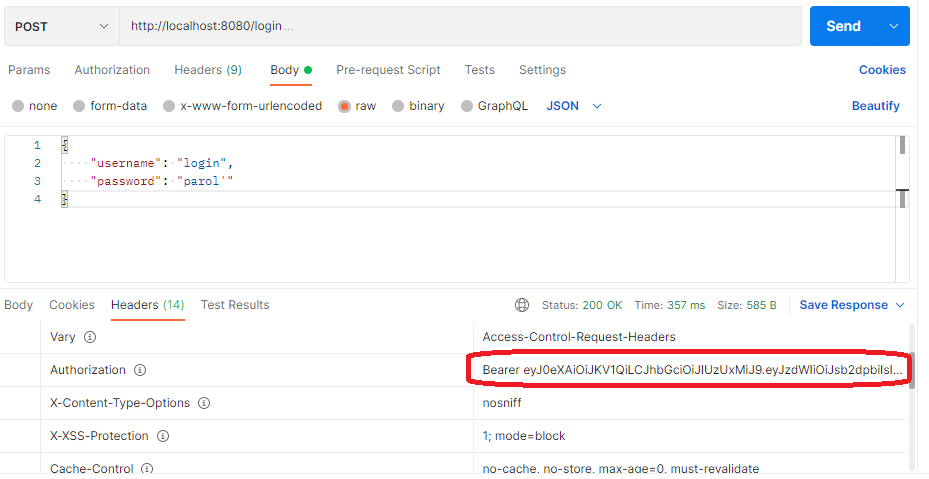 POST http://localhost:8080/login ... Send
Params Authorization Headers (9) Body Pre-request Script Tests Settings Cookies
none form-data x-www-form-urlencoded raw binary GraphQL JSON Beautify
1 {
2 "username": "login",
3 "password": "parol'"
4 }
Body Cookies Headers (14) Test Results Status: 200 OK Time: 357 ms Size: 585 B Save Response
Vary Access-Control-Request-Headers
Authorization Bearer eyJ0eXAiOiJKV1QiLCJhbGciOiJIUzUxMiJ9.eyJzdWIiOiJsb2dpbiIsI...
X-Content-Type-Options nosniff
X-XSS-Protection 1; mode=block
Cache-Control no-cache, no-store, max-age=0, must-revalidate